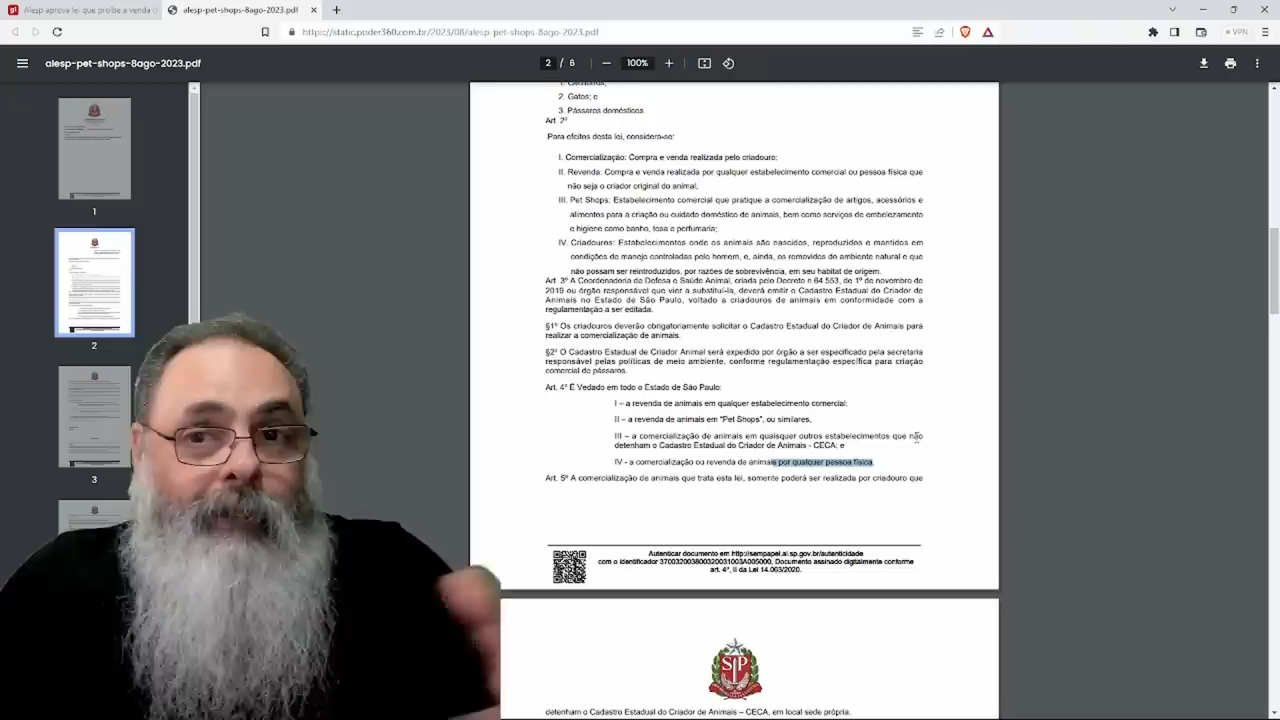 Alesp aprova lei que proíbe a venda d
alesp-pet-shops-8ago-2023.pdf
https://static.poder360.com.br/2023/08/alesp-pet-shops-8ago-2023.pdf
VPN
alesp-pet-shops-8ago-2023.pdf
2 / 6
100%
1
2
3
1. Cachorros;
2. Gatos; e
3. Pássaros domésticos.
Art. 2º
Para efeitos desta lei, considera-se:
I. Comercialização: Compra e venda realizada pelo criadouro;
II. Revenda: Compra e venda realizada por qualquer estabelecimento comercial ou pessoa física que
não seja o criador original do animal;
III. Pet Shops: Estabelecimento comercial que pratique a comercialização de artigos, acessórios e
alimentos para a criação ou cuidado doméstico de animais, bem como serviços de embelezamento
e higiene como banho, tosa e perfumaria;
IV. Criadouros: Estabelecimentos onde os animais são nascidos, reproduzidos e mantidos em
condições de manejo controladas pelo homem, e, ainda, os removidos do ambiente natural e que
não possam ser reintroduzidos, por razões de sobrevivência, em seu habitat de origem.
Art. 3º A Coordenadoria de Defesa e Saúde Animal, criada pelo Decreto n 64.553, de 1º de novembro de
2019 ou órgão responsável que vier a substituí-la, deverá emitir o Cadastro Estadual do Criador de
Animais no Estado de São Paulo, voltado a criadouros de animais em conformidade com a
regulamentação a ser editada.
§1º Os criadouros deverão obrigatoriamente solicitar o Cadastro Estadual do Criador de Animais para
realizar a comercialização de animais.
§2º O Cadastro Estadual de Criador Animal será expedido por órgão a ser especificado pela secretaria
responsável pelas políticas de meio ambiente, conforme regulamentação específica para criação
comercial de pássaros.
Art. 4º É Vedado em todo o Estado de São Paulo:
I – a revenda de animais em qualquer estabelecimento comercial;
II – a revenda de animais em "Pet Shops", ou similares,
III – a comercialização de animais em quaisquer outros estabelecimentos que não
detenham o Cadastro Estadual do Criador de Animais - CECA; e
IV - a comercialização ou revenda de animais por qualquer pessoa física.
Art. 5º A comercialização de animais que trata esta lei, somente poderá ser realizada por criadouro que
Autenticar documento em http://sempapel.al.sp.gov.br/autenticidade
com o identificador 370032003800320031003A005000, Documento assinado digitalmente conforme
art. 4º, II da Lei 14.063/2020.
SP
detenham o Cadastro Estadual do Criador de Animais – CECA, em local sede própria.